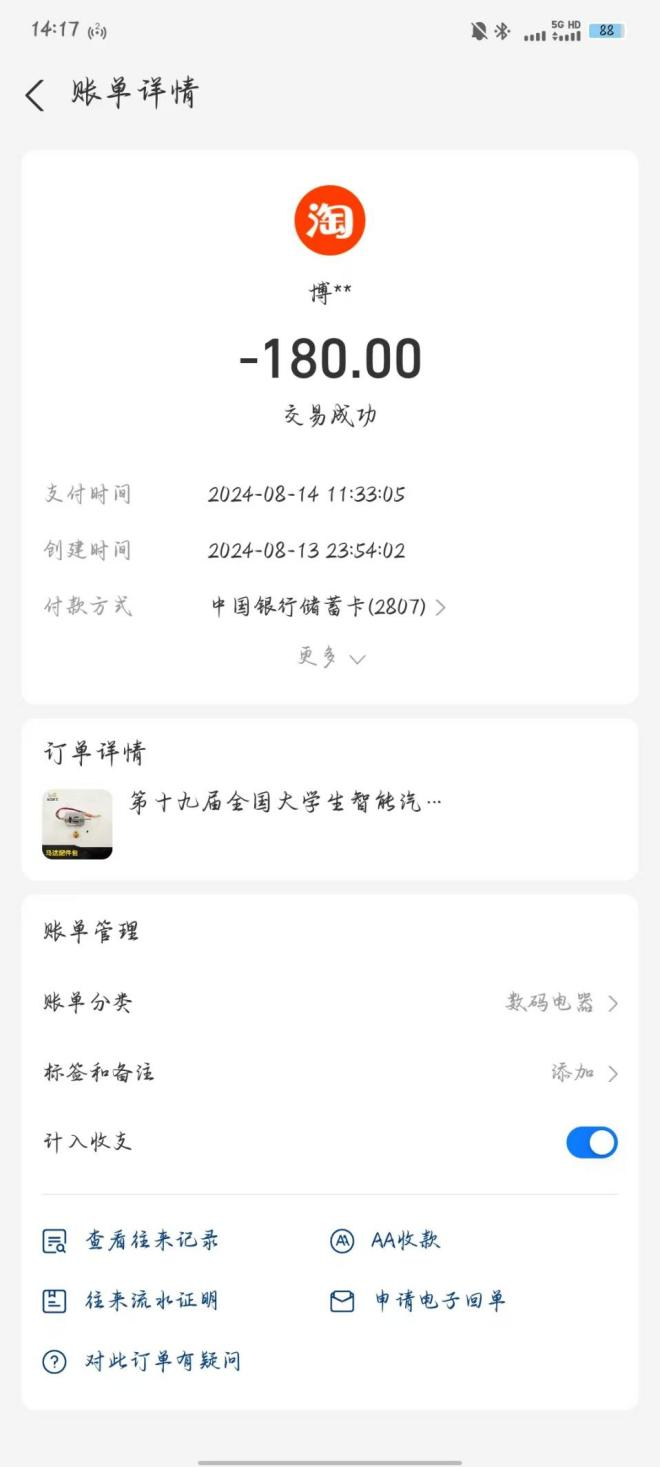 14:17
5G HD
88
账单详情
淘
博**
-180.00
交易成功
支付时间 2024-08-14 11:33:05
创建时间 2024-08-13 23:54:02
付款方式 中国银行储蓄卡(2807)
更多
订单详情
第十九届全国大学生智能汽…
马达配件包
账单管理
账单分类 数码电器
标签和备注 添加
计入收支
查看往来记录 AA收款
往来流水证明 申请电子回单
对此订单有疑问